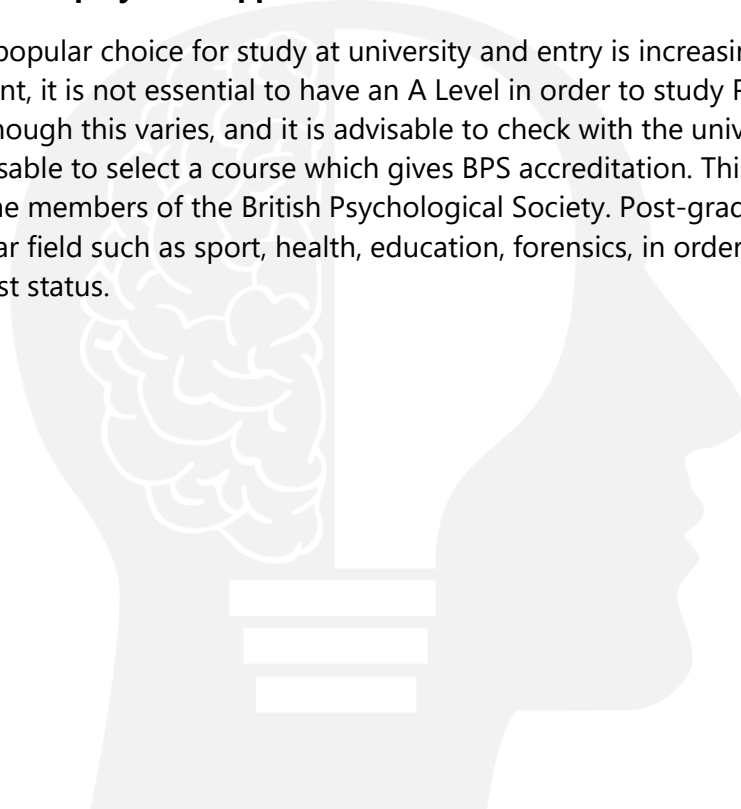 popular choice for study at university and entry is increasin
nt, it is not essential to have an A Level in order to study P
hough this varies, and it is advisable to check with the univ
sable to select a course which gives BPS accreditation. Thi
ne members of the British Psychological Society. Post-grad
ar field such as sport, health, education, forensics, in order
st status.